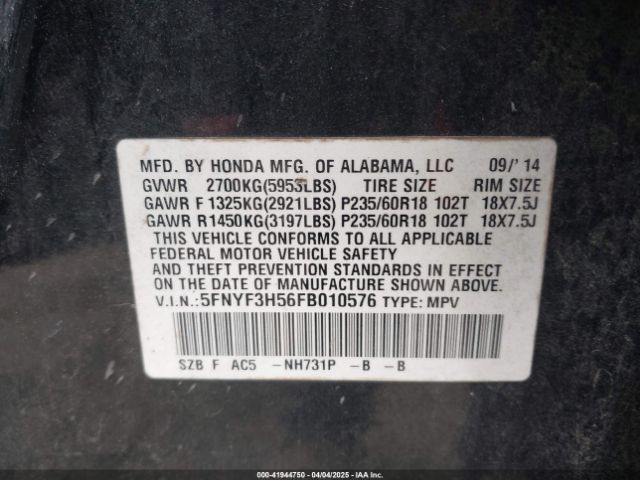 MFD. BY HONDA MFG. OF ALABAMA, LLC 09/' 14
GVWR 2700KG(5953LBS) TIRE SIZE RIM SIZE
GAWR F 1325KG(2921LBS) P235/60R18 102T 18X7.5J
GAWR R1450KG(3197LBS) P235/60R18 102T 18X7.5J
THIS VEHICLE CONFORMS TO ALL APPLICABLE
FEDERAL MOTOR VEHICLE SAFETY
AND THEFT PREVENTION STANDARDS IN EFFECT
ON THE DATE OF MANUFACTURE SHOWN ABOVE.
V.I.N.: 5FNYF3H56FB010576 TYPE: MPV
SZB F AC5 -NH731P -B -B
000-41944750 04/04/2025 IAA Inc.